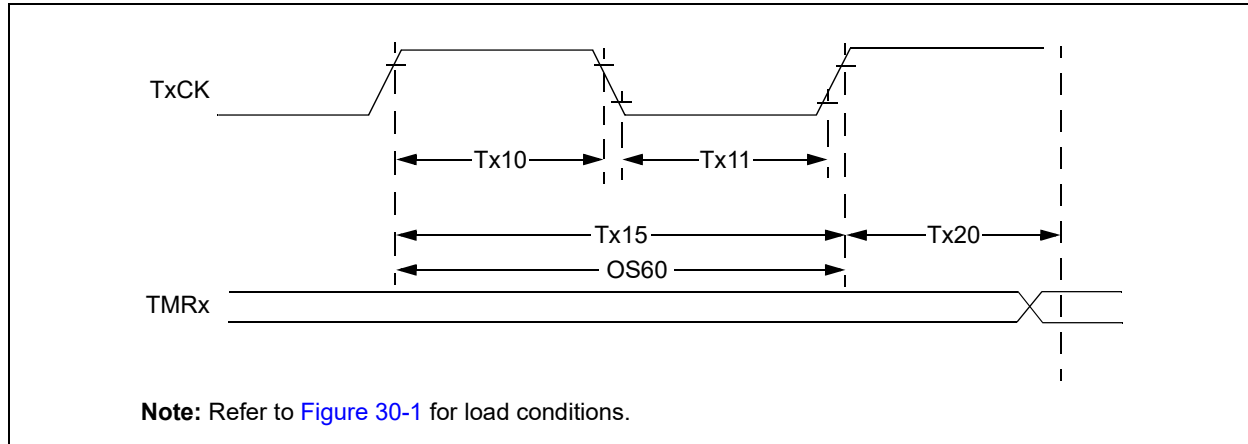 TxCK
Tx10
Tx11
Tx15
Tx20
OS60
TMRx
Note: Refer to Figure 30-1 for load conditions.